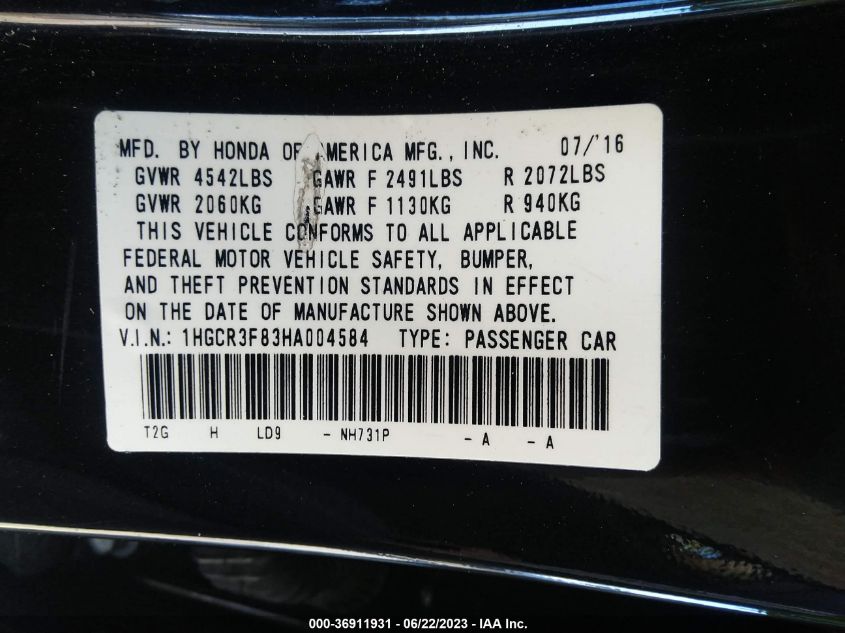 MFD. BY HONDA OF AMERICA MFG., INC. 07/'16
GVWR 4542LBS GAWR F 2491LBS R 2072LBS
GVWR 2060KG GAWR F 1130KG R 940KG
THIS VEHICLE CONFORMS TO ALL APPLICABLE
FEDERAL MOTOR VEHICLE SAFETY, BUMPER,
AND THEFT PREVENTION STANDARDS IN EFFECT
ON THE DATE OF MANUFACTURE SHOWN ABOVE.
V.I.N.: 1HGCR3F83HA004584 TYPE: PASSENGER CAR
T2G H LD9 - NH731P - A - A
000-36911931 - 06/22/2023 - IAA Inc.